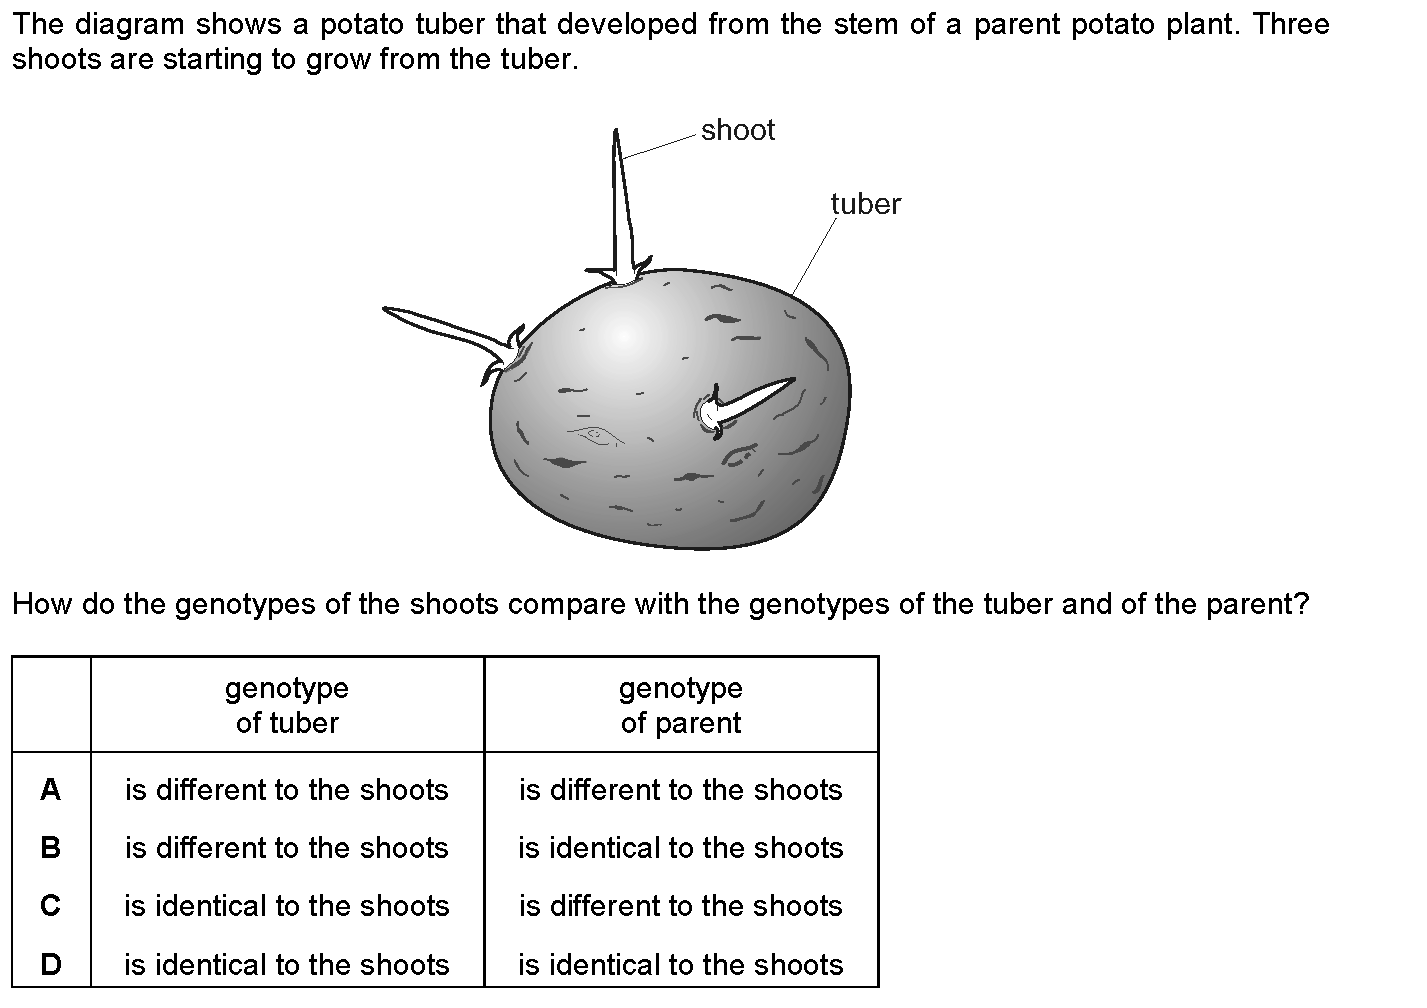 The diagram shows a potato tuber that developed from the stem of a parent potato plant. Three
shoots are starting to grow from the tuber.
shoot
tuber
How do the genotypes of the shoots compare with the genotypes of the tuber and of the parent?
genotype of tuber genotype of parent
A is different to the shoots is different to the shoots
B is different to the shoots is identical to the shoots
C is identical to the shoots is different to the shoots
D is identical to the shoots is identical to the shoots